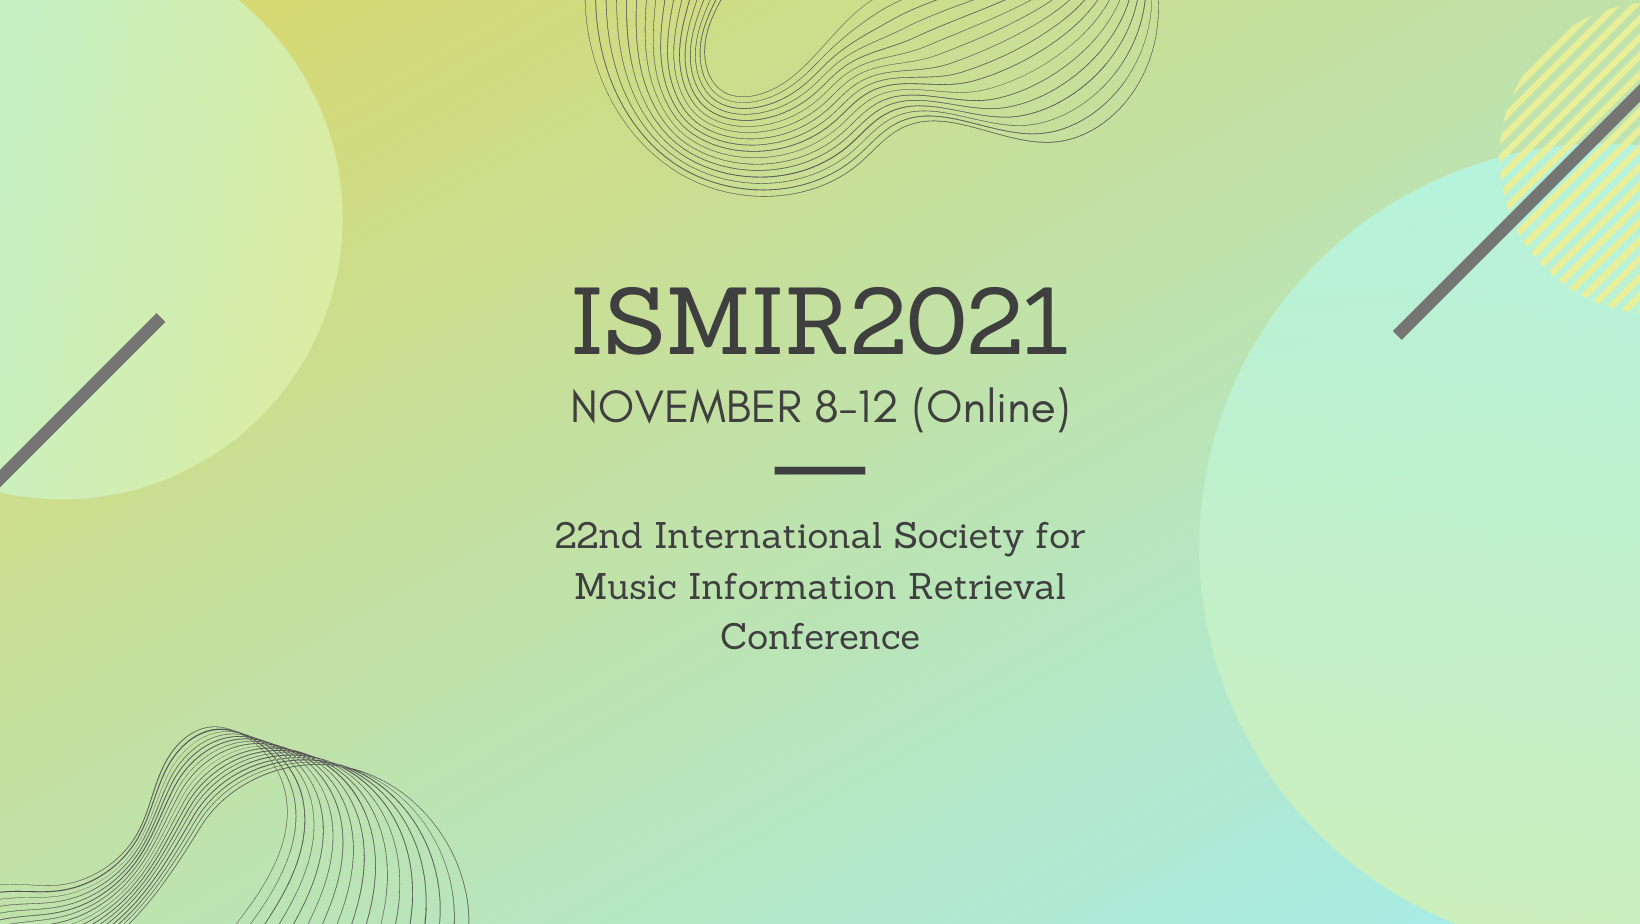 ISMIR2021
NOVEMBER 8-12 (Online)
22nd International Society for
Music Information Retrieval
Conference